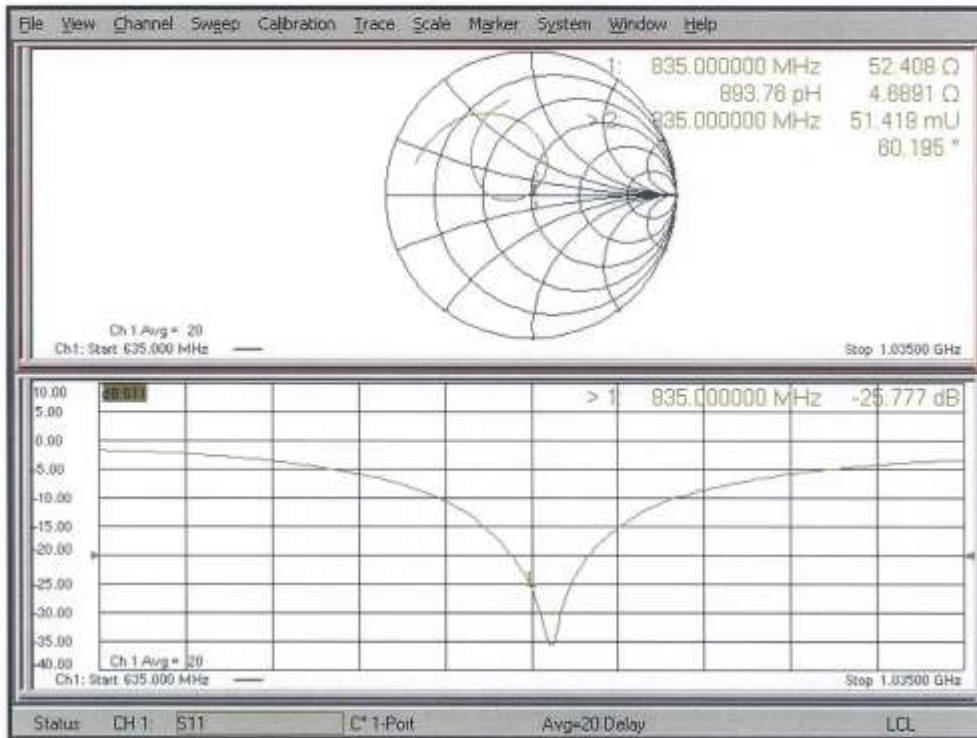 File View Channel Sweep Calibration Trace Scale Marker System Window Help
1: 835.000000 MHz 52.408 Ω
893.76 pH 4.6891 Ω
> 2: 835.000000 MHz 51.419 mU
60.195 °
Ch 1 Avg = 20
Ch1: Start 635.000 MHz
Stop 1.03500 GHz
10.00
dB S11
> 1: 835.000000 MHz -25.777 dB
5.00
0.00
-5.00
-10.00
-15.00
-20.00
-25.00
-30.00
-35.00
-40.00
Ch 1 Avg = 20
Ch1: Start 635.000 MHz
Stop 1.03500 GHz
Status CH 1: S11 C* 1-Port Avg=20 Delay LCL